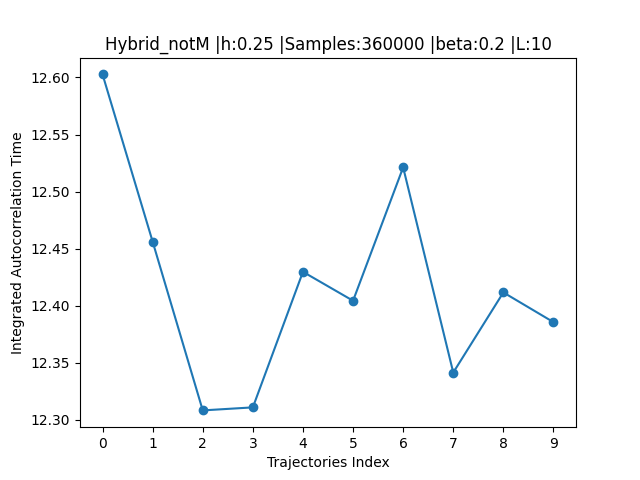 Hybrid_notM |h:0.25 |Samples:360000 |beta:0.2 |L:10
Integrated Autocorrelation Time
12.60
12.55
12.50
12.45
12.40
12.35
12.30
0 1 2 3 4 5 6 7 8 9
Trajectories Index